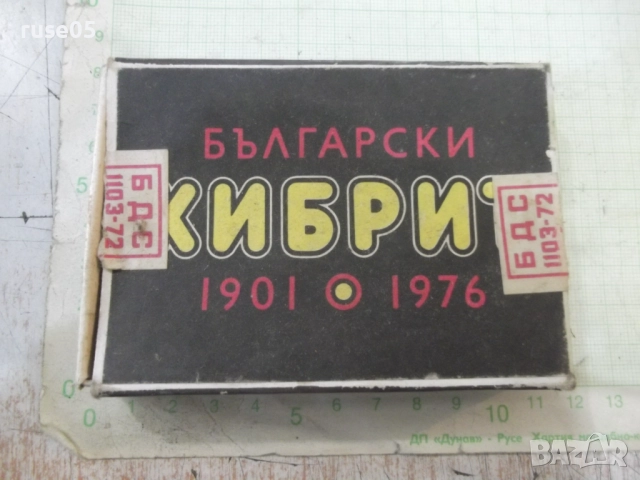 ruse05
БЪЛГАРСКИ
КИБРИТ
1901 1976
БДС
1103-72
БДС
1103-72
0 1 2 3 4 5 6 7 8 9 10 11 12 13
5
ДП «Дунав» - Русе
bazar